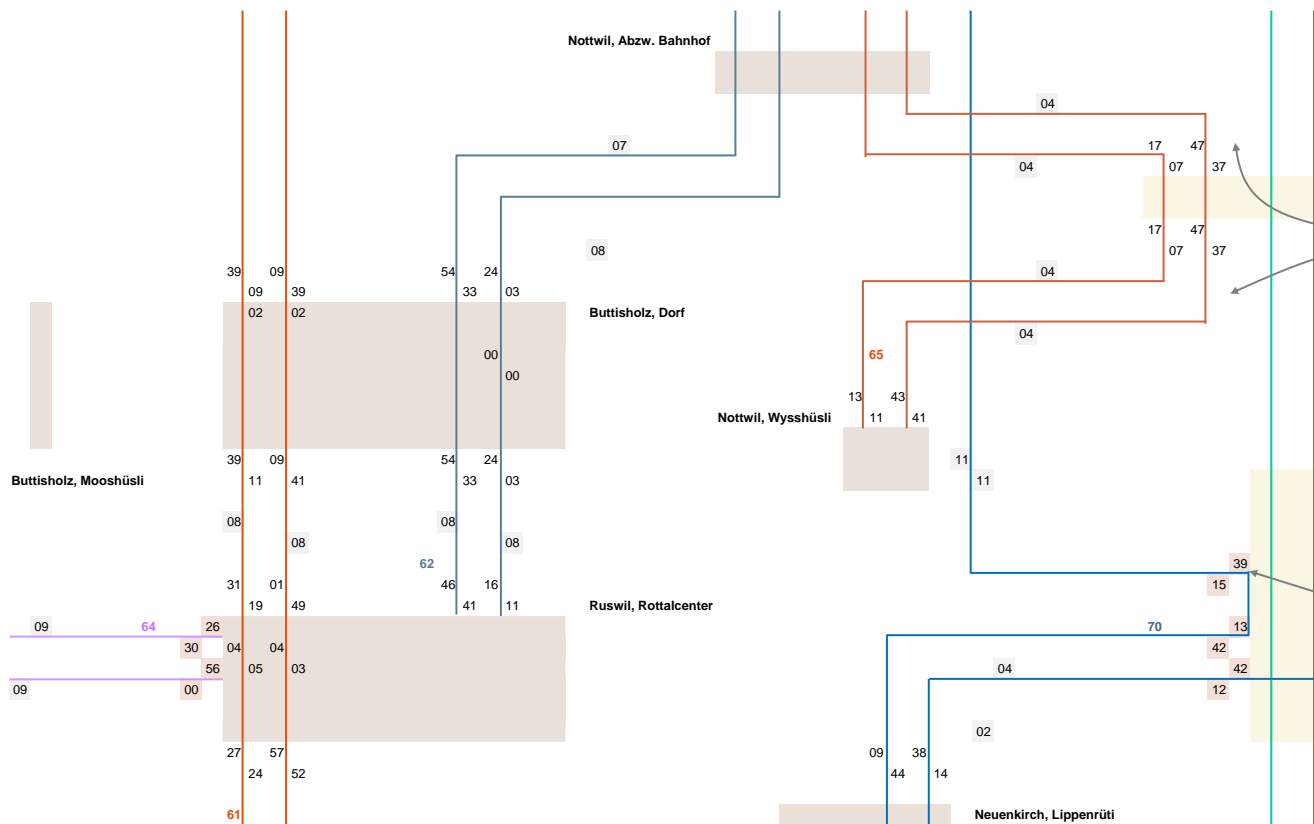 Nottwil, Abzw. Bahnhof
04
07 17 47
04 07 37
17 47
08 07 37
39 09 54 24 04
09 39 33 03
02 02 Buttisholz, Dorf
04
00 65
00
13 43
Nottwil, Wysshüsli 11 41
39 09 54 24 11
Buttisholz, Mooshüsli 11 41 33 03 11
08 08
08 08
62 39
31 01 46 16 15
19 49 41 11 Ruswil, Rottalcenter
09 64 26 70 13
30 04 04 42
56 05 03 04 42
09 00 12
02
27 57 09 38
24 52 44 14
61 Neuenkirch, Lippenrüti